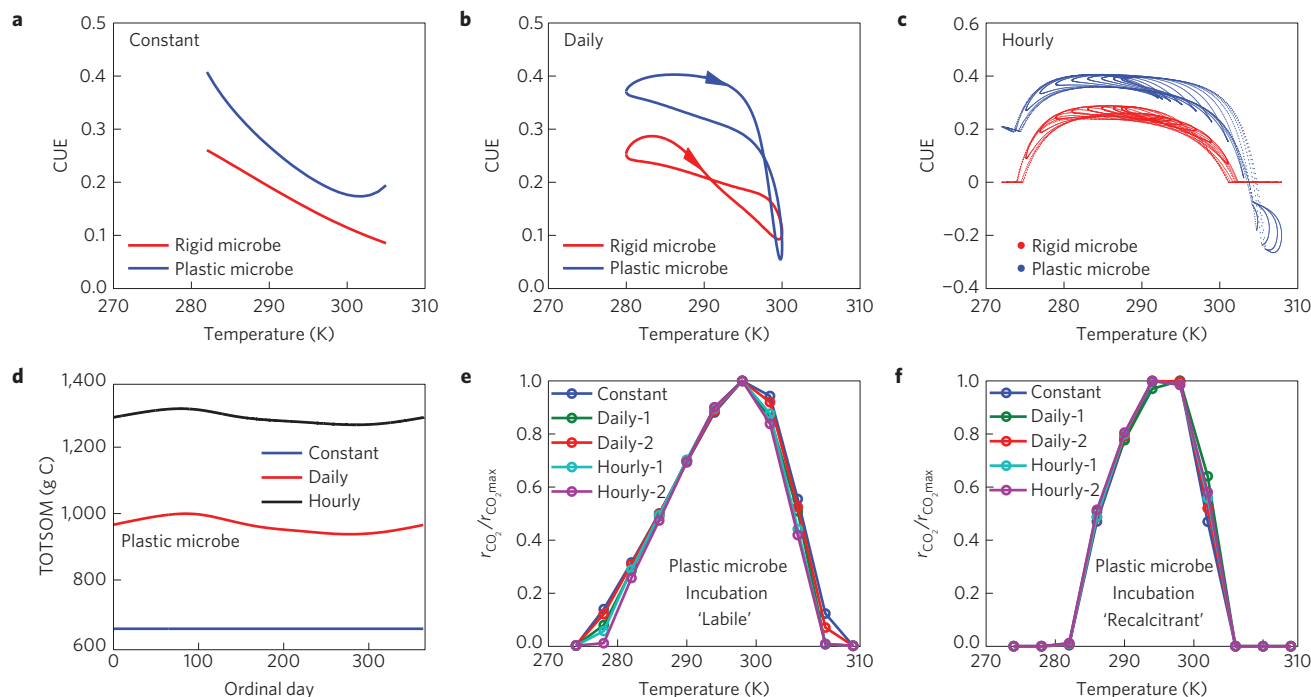 a
Constant
0.5
0.4
0.3
0.2
0.1
0.0
CUE
270
280
290
300
310
Temperature (K)
Rigid microbe
Plastic microbe
b
Daily
0.5
0.4
0.3
0.2
0.1
0.0
CUE
270
280
290
300
310
Temperature (K)
Rigid microbe
Plastic microbe
c
Hourly
0.6
0.4
0.2
0
−0.2
−0.4
CUE
270
280
290
300
310
Temperature (K)
Rigid microbe
Plastic microbe
d
1,400
1,200
1,000
800
600
TOTSOM (g C)
0
100
200
300
Ordinal day
Constant
Daily
Hourly
Plastic microbe
e
1.0
0.8
0.6
0.4
0.2
0.0
rCO2/rCO2max
270
280
290
300
310
Temperature (K)
Constant
Daily-1
Daily-2
Hourly-1
Hourly-2
Plastic microbe
Incubation
'Labile'
f
1.0
0.8
0.6
0.4
0.2
0.0
rCO2/rCO2max
270
280
290
300
310
Temperature (K)
Constant
Daily-1
Daily-2
Hourly-1
Hourly-2
Plastic microbe
Incubation
'Recalcitrant'